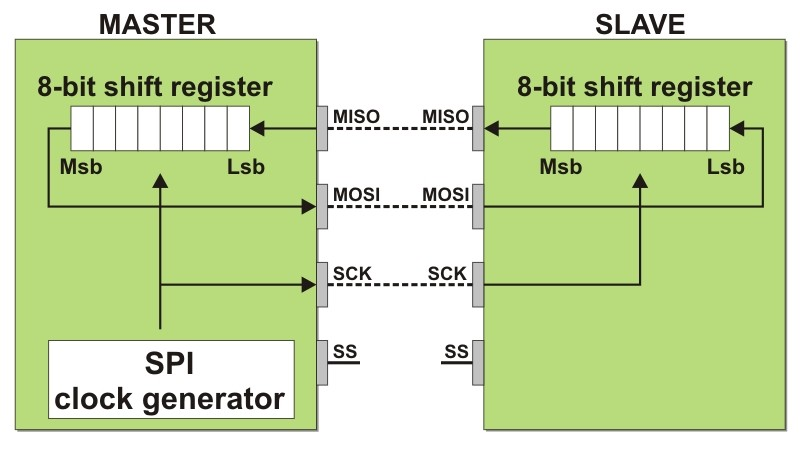 MASTER
SLAVE
8-bit shift register
8-bit shift register
MISO
MISO
Msb
Lsb
Msb
Lsb
MOSI
MOSI
SCK
SCK
SS
SS
SPI
clock generator